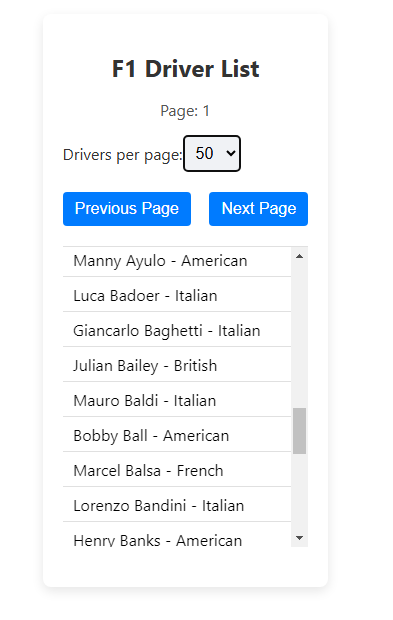 F1 Driver List
Page: 1
Drivers per page: 50
Previous Page Next Page
Manny Ayulo - American
Luca Badoer - Italian
Giancarlo Baghetti - Italian
Julian Bailey - British
Mauro Baldi - Italian
Bobby Ball - American
Marcel Balsa - French
Lorenzo Bandini - Italian
Henry Banks - American